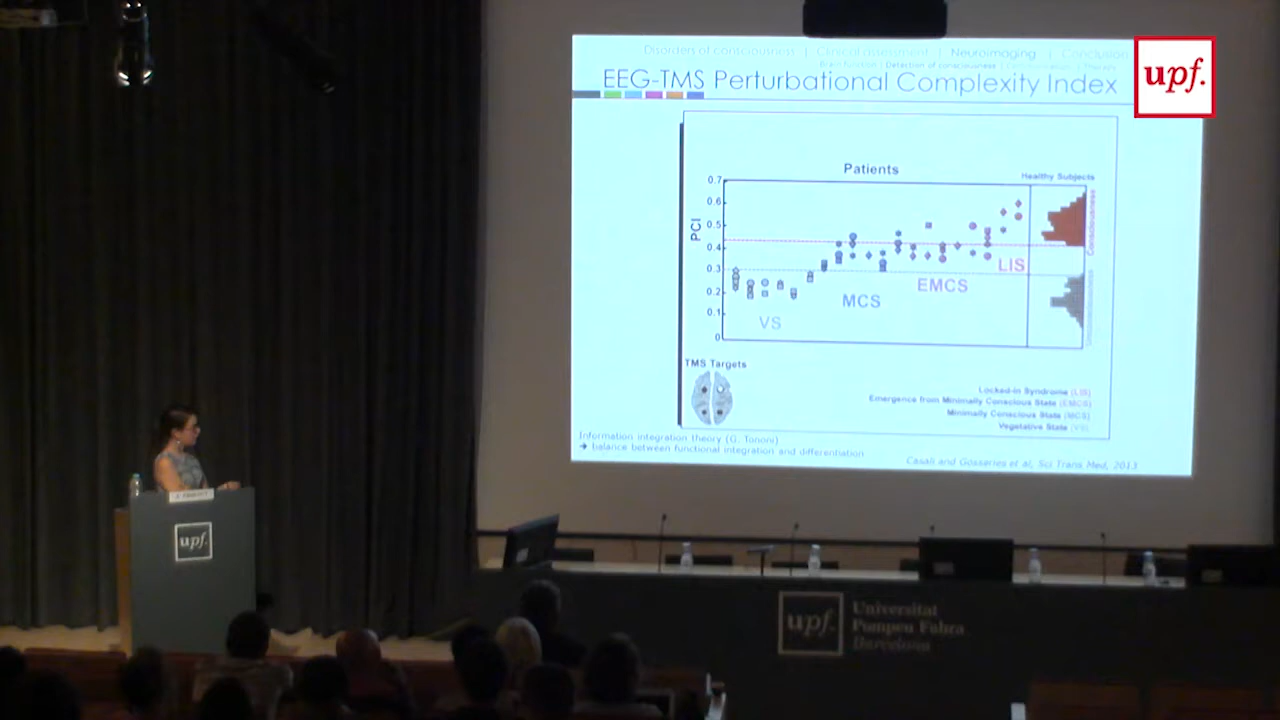 Disorders of consciousness | Clinical assessment | Neuroimaging | Conclusion
Detection of consciousness
EEG-TMS Perturbational Complexity Index
upf.
Patients
Healthy Subjects
0.7
0.6
0.5
0.4
0.3
0.2
0.1
0
PCI
Consciousness
LIS
EMCS
MCS
VS
TMS Targets
Locked-in Syndrome (LIS)
Emergence from Minimally Conscious State (EMCS)
Minimally Conscious State (MCS)
Vegetative State (VS)
Information integration theory (G. Tononi)
➔ balance between functional integration and differentiation
Casali and Gosseries et al, Sci Trans Med, 2013
upf.
upf.
Universitat
Pompeu Fabra
Barcelona